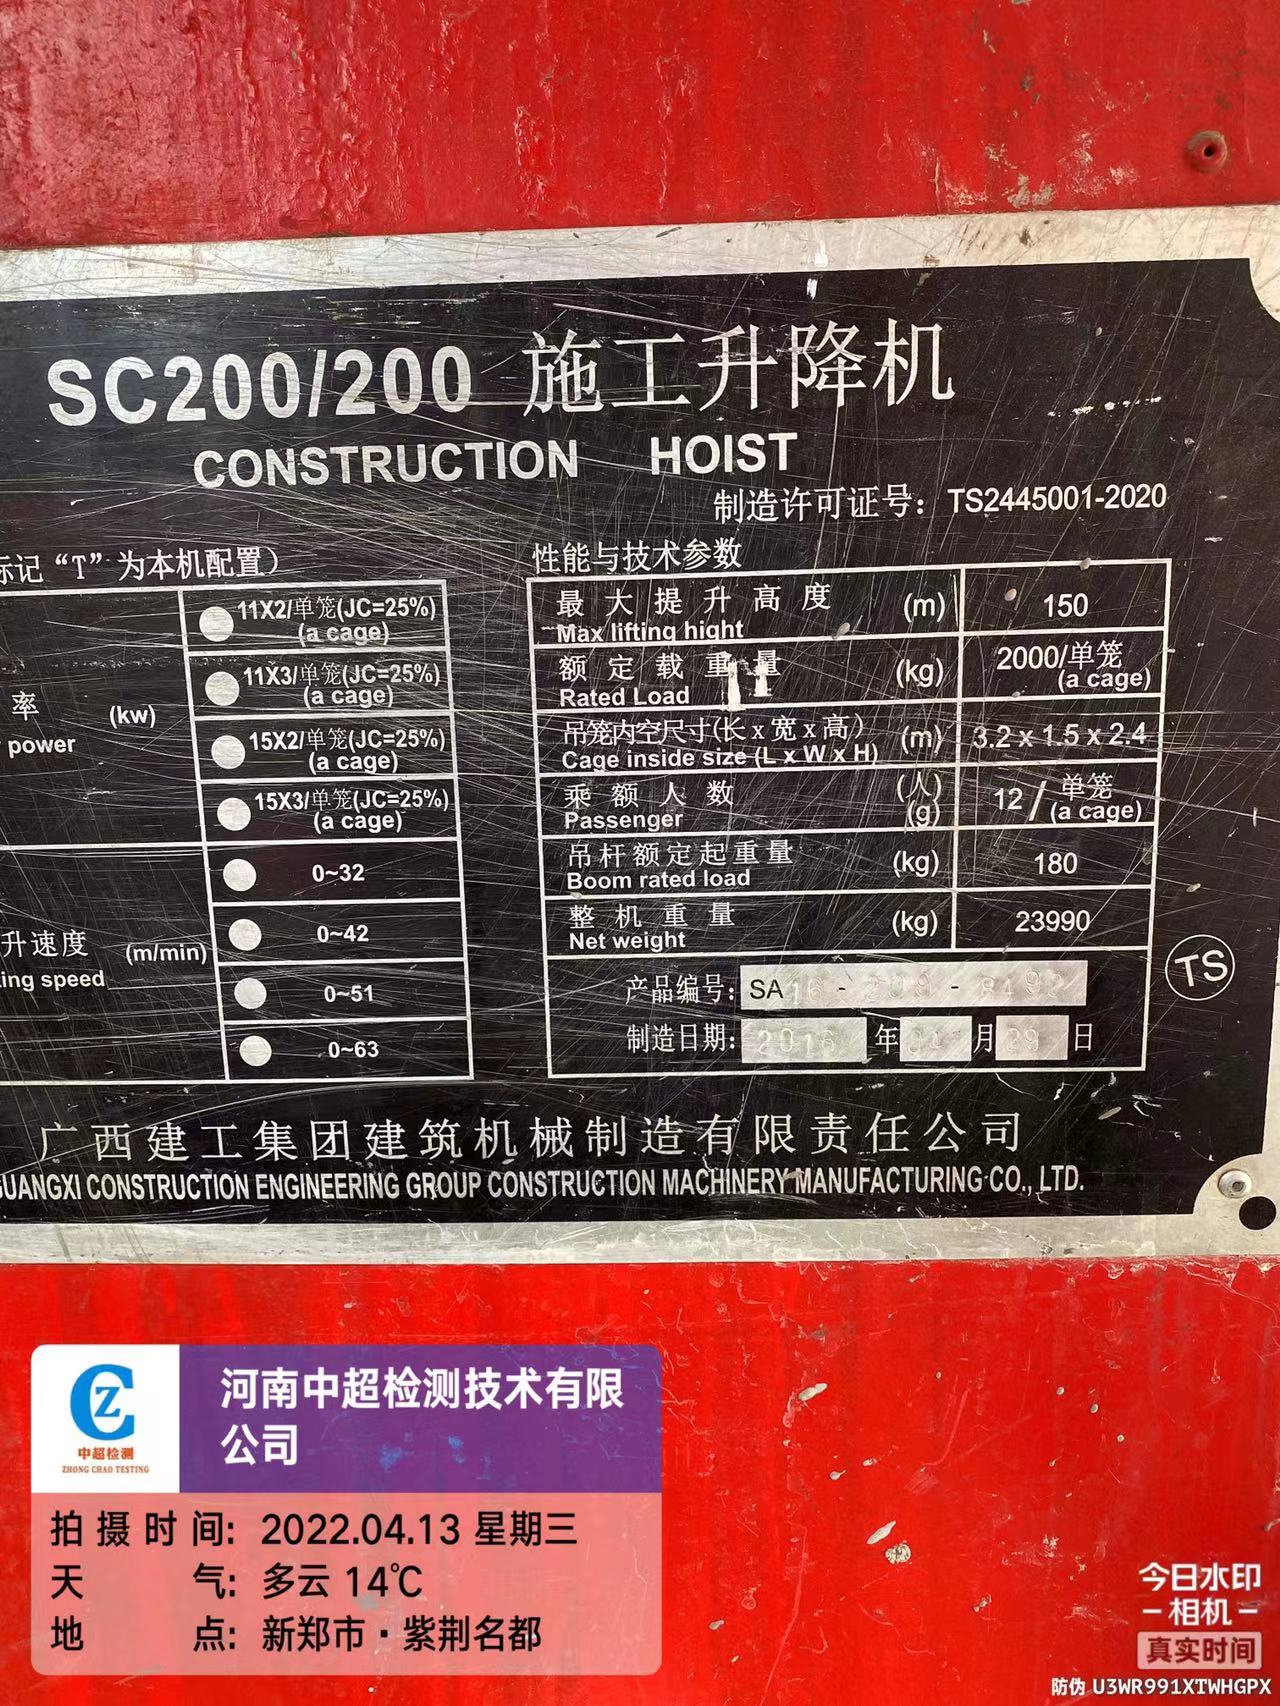 SC200/200 施工升降机
CONSTRUCTION HOIST
制造许可证号：TS2445001-2020
标记“T”为本机配置）
率 (kw)
power
11X2/单笼(JC=25%)
(a cage)
11X3/单笼(JC=25%)
(a cage)
15X2/单笼(JC=25%)
(a cage)
15X3/单笼(JC=25%)
(a cage)
升速度 (m/min)
ing speed
0~32
0~42
0~51
0~63
性能与技术参数
最大提升高度 (m) 150
Max lifting hight
额定载重量 (kg) 2000/单笼
Rated Load (a cage)
吊笼内空尺寸(长x宽x高) (m) 3.2 x 1.5 x 2.4
Cage inside size (L x W x H)
乘额人数 (人) 12/单笼
Passenger (g) (a cage)
吊杆额定起重量 (kg) 180
Boom rated load
整机重量 (kg) 23990
Net weight
产品编号：SA16-209-8492
制造日期：2016年04月29日
TS
广西建工集团建筑机械制造有限责任公司
GUANGXI CONSTRUCTION ENGINEERING GROUP CONSTRUCTION MACHINERY MANUFACTURING CO., LTD.
CZ
中超检测
ZHONG CHAO TESTING
河南中超检测技术有限
公司
拍摄时间: 2022.04.13 星期三
天气: 多云 14℃
地点: 新郑市·紫荆名都
今日水印
-相机-
真实时间
防伪 U3WR991XTWHGPX